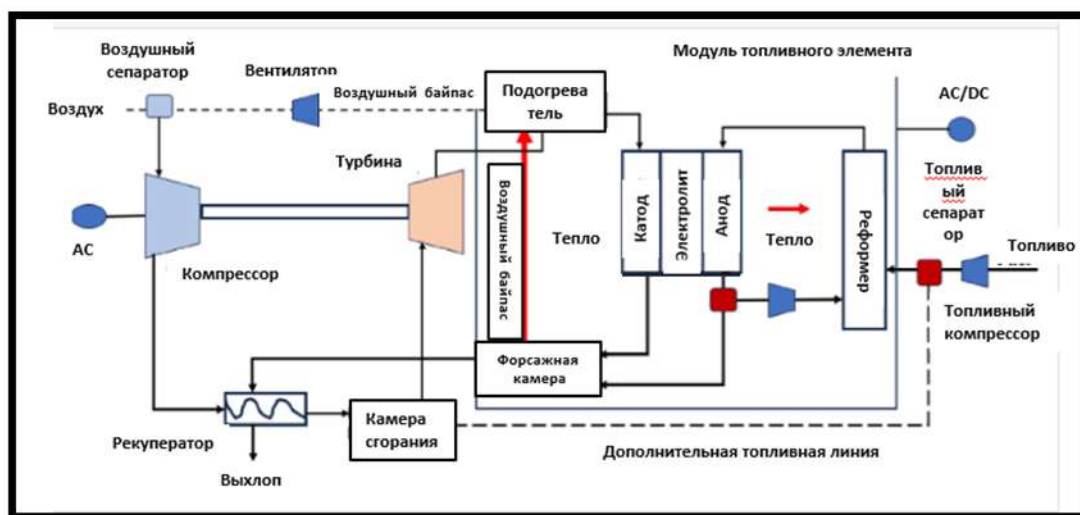 Воздушный
сепаратор
Модуль топливного элемента
Вентилятор
Воздух
Воздушный байпас
Подогрева
тель
AC/DC
Турбина
Топлив
ый
сепарат
ор
Воздушный байпас
Тепло
Катод
Электролит
Анод
Тепло
Реформер
Топливо
AC
Компрессор
Топливный
компрессор
Форсажная
камера
Камера
сгорания
Рекуператор
Дополнительная топливная линия
Выхлоп